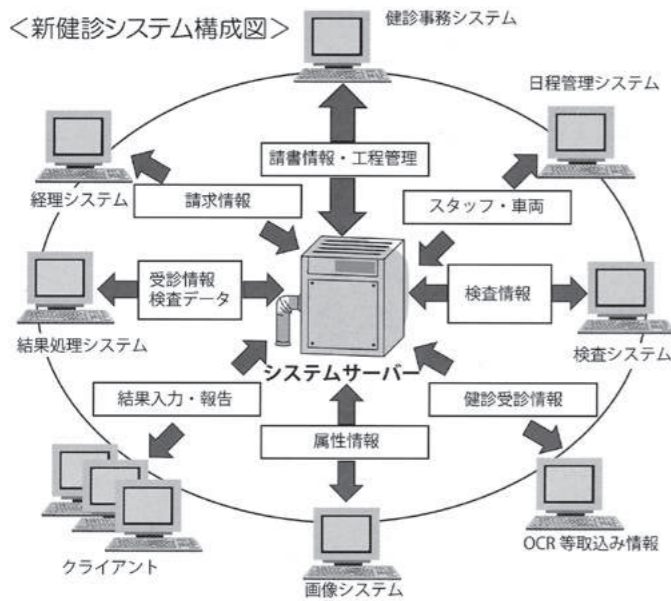 <新健診システム構成図>
健診事務システム
日程管理システム
請書情報・工程管理
経理システム
請求情報
スタッフ・車両
受診情報
検査データ
検査情報
結果処理システム
検査システム
システムサーバー
結果入力・報告
健診受診情報
属性情報
クライアント
画像システム
OCR 等取込み情報